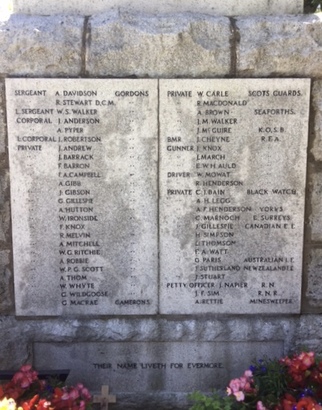 SERGEANT A. DAVIDSON GORDONS
R. STEWART D.C.M.
L. SERGEANT W. S. WALKER
CORPORAL J. ANDERSON
A. PYPER
L. CORPORAL J. ROBERTSON
PRIVATE J. ANDREW
J. BARRACK
F. BARRON
F. A. CAMPBELL
A. GIBB
J. GIBSON
G. GILLESPIE
A. HUTTON
W. IRONSIDE
F. KNOX
R. MELVIN
A. MITCHELL
W. G. RITCHIE
A. ROBBIE
W. F. G. SCOTT
A. THOM
W. WHYTE
G. WILDGOOSE
G. MACRAE CAMERONS
PRIVATE W. CARLE SCOTS GUARDS.
R. MACDONALD
A. BROWN SEAFORTHS.
J. M. WALKER
J. MCGUIRE K.O.S.B.
BMR J. CHEYNE R.F.A.
GUNNER J. KNOX
J. MARCH
E. W. H. AULD
DRIVER W. MOWAT
R. HENDERSON
PRIVATE C. J. BAIN BLACK WATCH
A. H. LEGG
A. F. HENDERSON YORKS.
C. MARNOCH E. SURREYS
J. GILLESPIE CANADIAN E.F.
H. SIMPSON
D. THOMSON
E. A. WATT
G. PARIS AUSTRALIAN I.F.
F. SUTHERLAND NEW ZEALAND E.F.
J. STUART
PETTY OFFICER J. NAPIER R.N.
J. F. SIM R.N.R.
A. RETTIE MINESWEEPER
THEIR NAME LIVETH FOR EVERMORE.